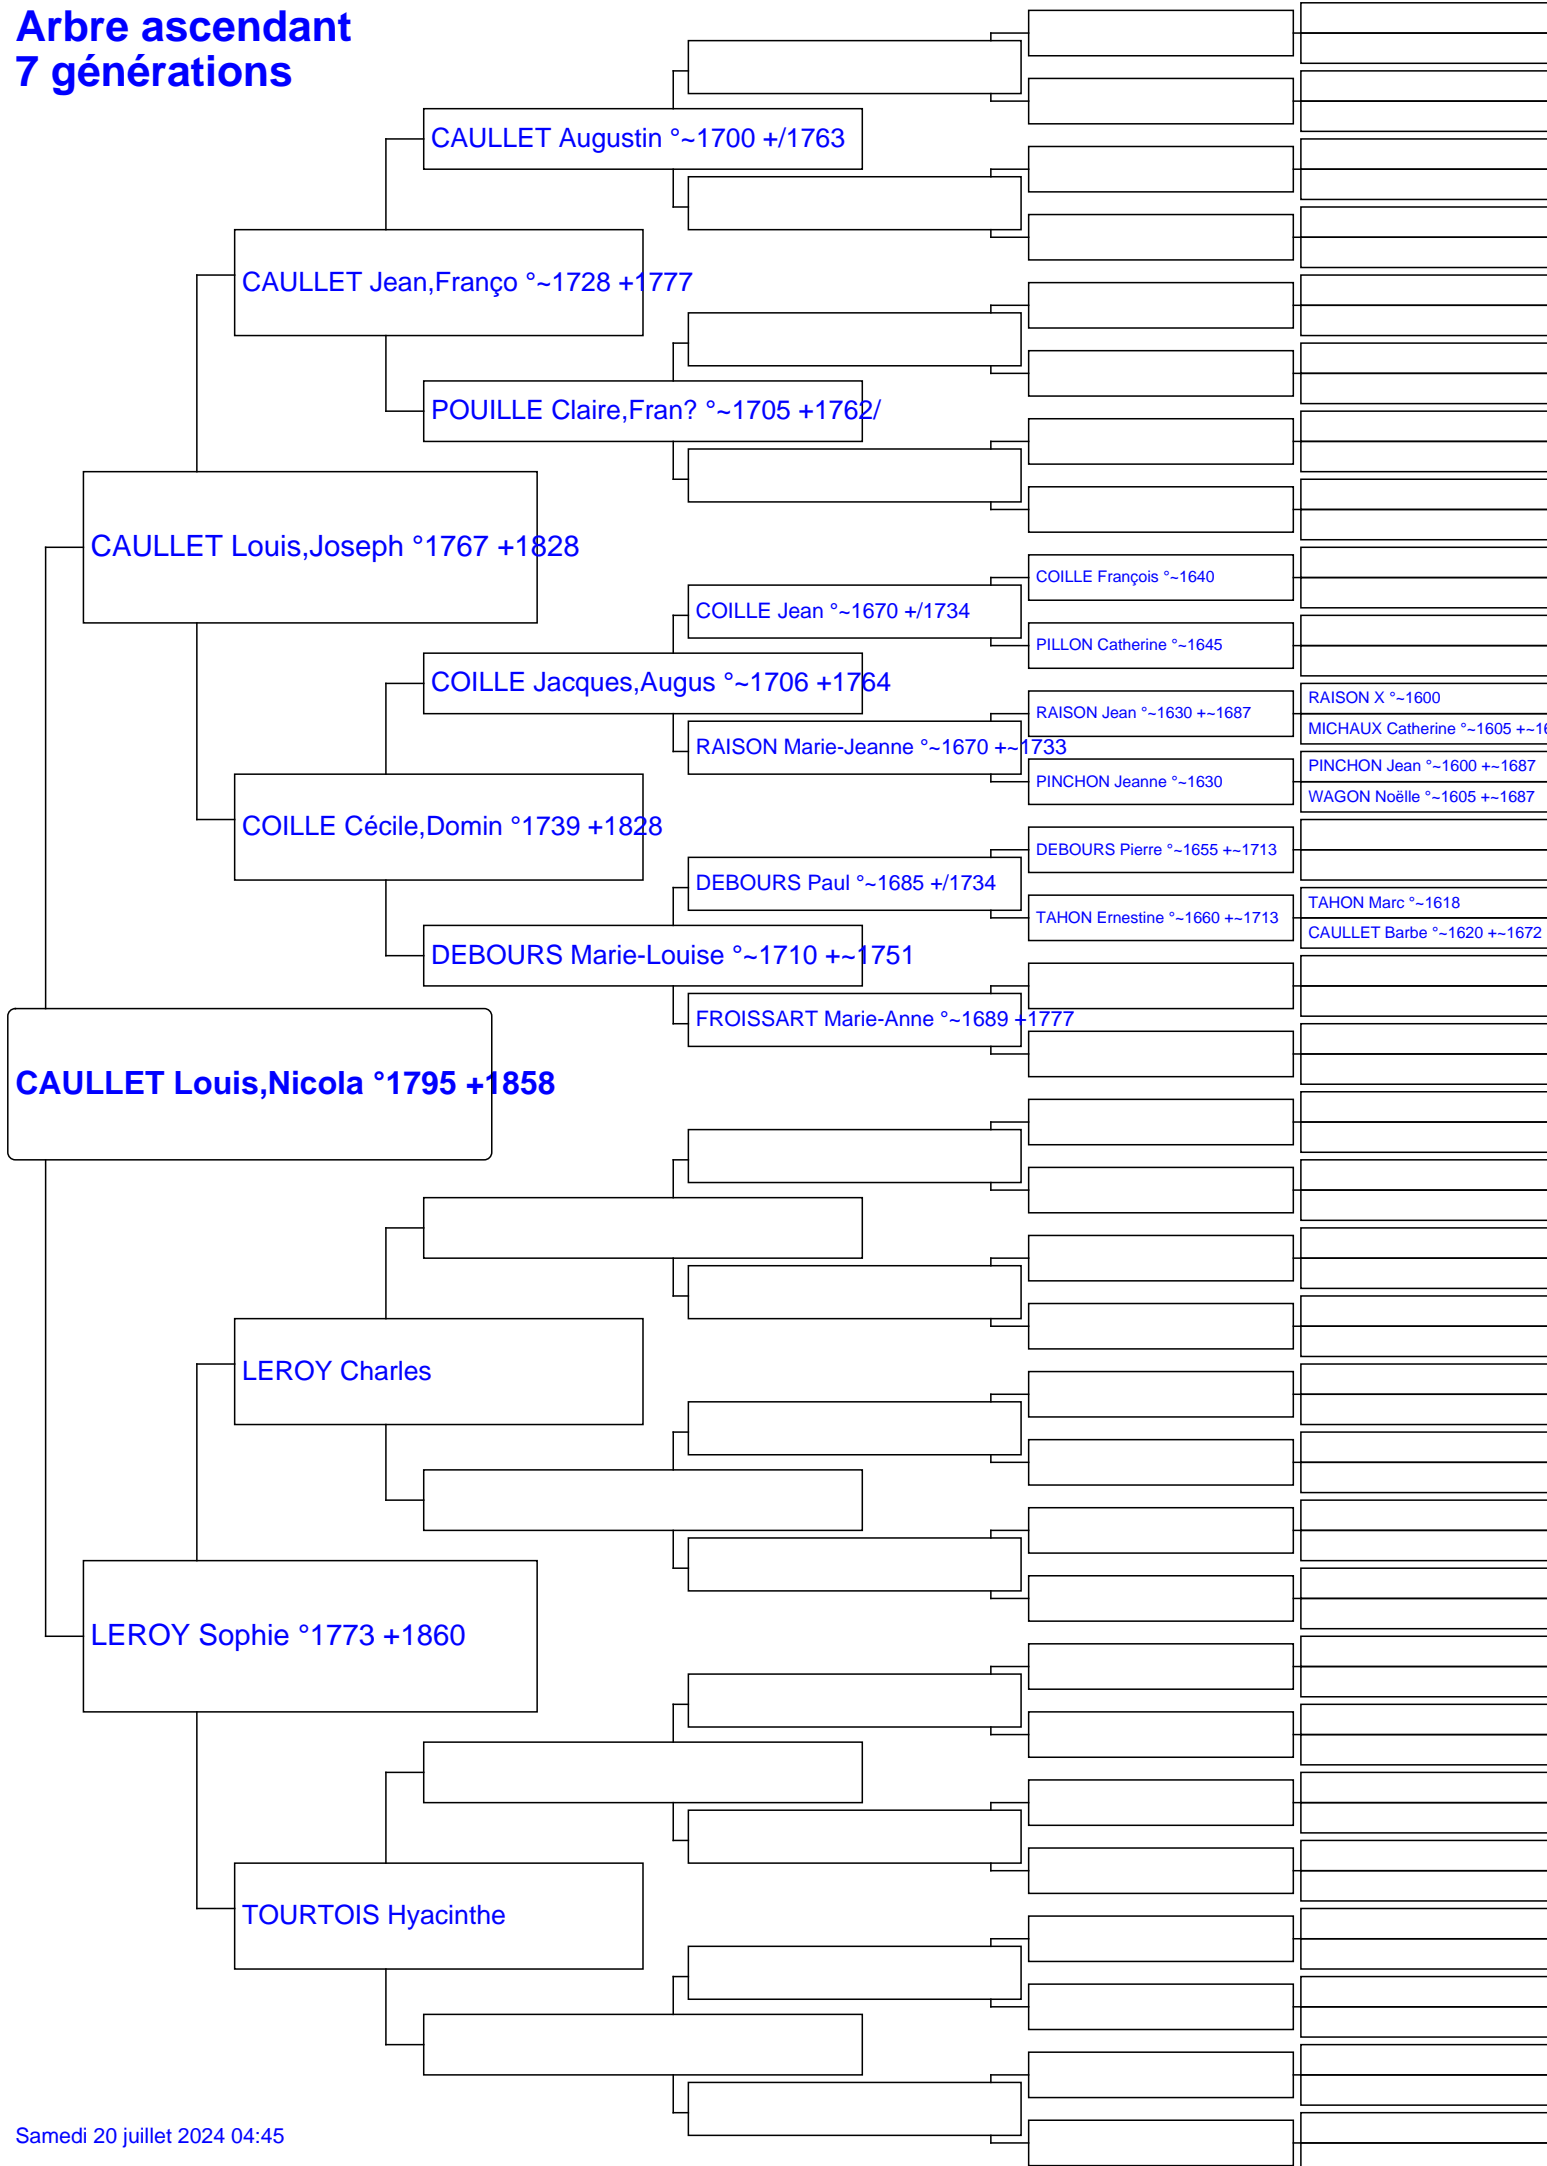 Arbre ascendant
7 générations
CAULLET Augustin °~1700 +/1763
CAULLET Jean,Franço °~1728 +1777
POUILLE Claire,Fran? °~1705 +1762/
CAULLET Louis,Joseph °1767 +1828
COILLE François °~1640
COILLE Jean °~1670 +/1734
PILLON Catherine °~1645
COILLE Jacques,Augus °~1706 +1764
RAISON X °~1600
RAISON Jean °~1630 +~1687
MICHAUX Catherine °~1605 +~16
RAISON Marie-Jeanne °~1670 +~1733
PINCHON Jean °~1600 +~1687
PINCHON Jeanne °~1630
WAGON Noëlle °~1605 +~1687
COILLE Cécile,Domin °1739 +1828
DEBOURS Pierre °~1655 +~1713
DEBOURS Paul °~1685 +/1734
TAHON Marc °~1618
TAHON Ernestine °~1660 +~1713
CAULLET Barbe °~1620 +~1672
DEBOURS Marie-Louise °~1710 +~1751
FROISSART Marie-Anne °~1689 +1777
CAULLET Louis,Nicola °1795 +1858
LEROY Charles
LEROY Sophie °1773 +1860
TOURTOIS Hyacinthe
Samedi 20 juillet 2024 04:45